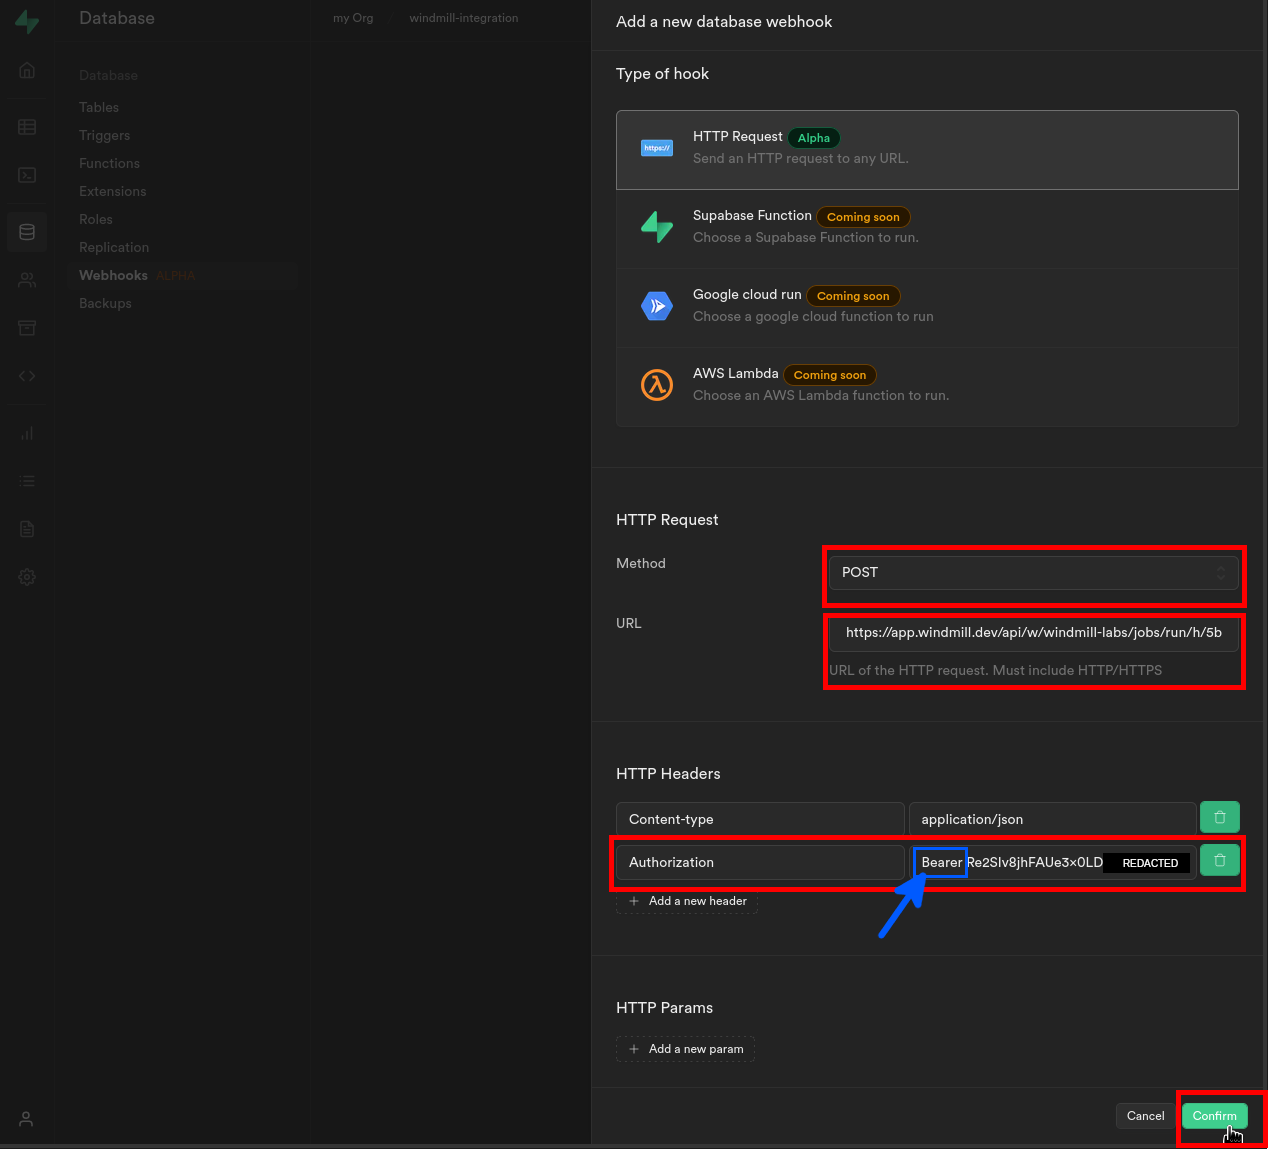 Database
my Org / windmill-integration
Add a new database webhook
Database
Tables
Triggers
Functions
Extensions
Roles
Replication
Webhooks ALPHA
Backups
Type of hook
https://
HTTP Request Alpha
Send an HTTP request to any URL.
Supabase Function Coming soon
Choose a Supabase Function to run.
Google cloud run Coming soon
Choose a google cloud function to run
AWS Lambda Coming soon
Choose an AWS Lambda function to run.
HTTP Request
Method
POST
URL
https://app.windmill.dev/api/w/windmill-labs/jobs/run/h/5b
URL of the HTTP request. Must include HTTP/HTTPS
HTTP Headers
Content-type application/json
Authorization Bearer Re2SIv8jhFAUe3x0LD REDACTED
+ Add a new header
HTTP Params
+ Add a new param
Cancel Confirm